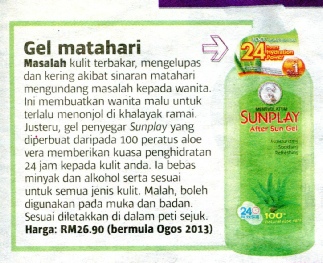 Gel matahari
Masalah kulit terbakar, mengelupas
dan kering akibat sinaran matahari
mengundang masalah kepada wanita.
Ini membuatkan wanita malu untuk
terlalu menonjol di khalayak ramai.
Justeru, gel penyegar Sunplay yang
diperbuat daripada 100 peratus aloe
vera memberikan kuasa penghidratan
24 jam kepada kulit anda. Ia bebas
minyak dan alkohol serta sesuai
untuk semua jenis kulit. Malah, boleh
digunakan pada muka dan badan.
Sesuai diletakkan di dalam peti sejuk.
Harga: RM26.90 (bermula Ogos 2013)
24
MENTHOLATUM
SUNPLAY
After Sun Gel
24
100